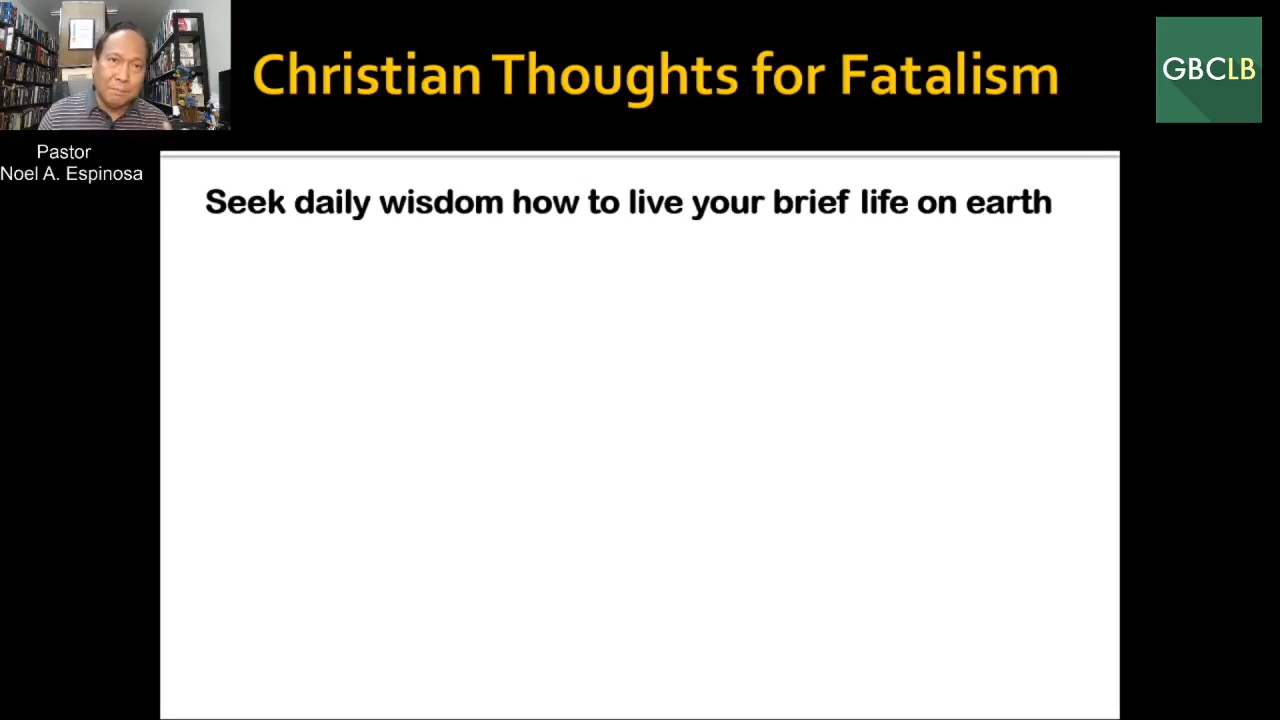 Christian Thoughts for Fatalism
GBCLB
Pastor
Noel A. Espinosa
Seek daily wisdom how to live your brief life on earth